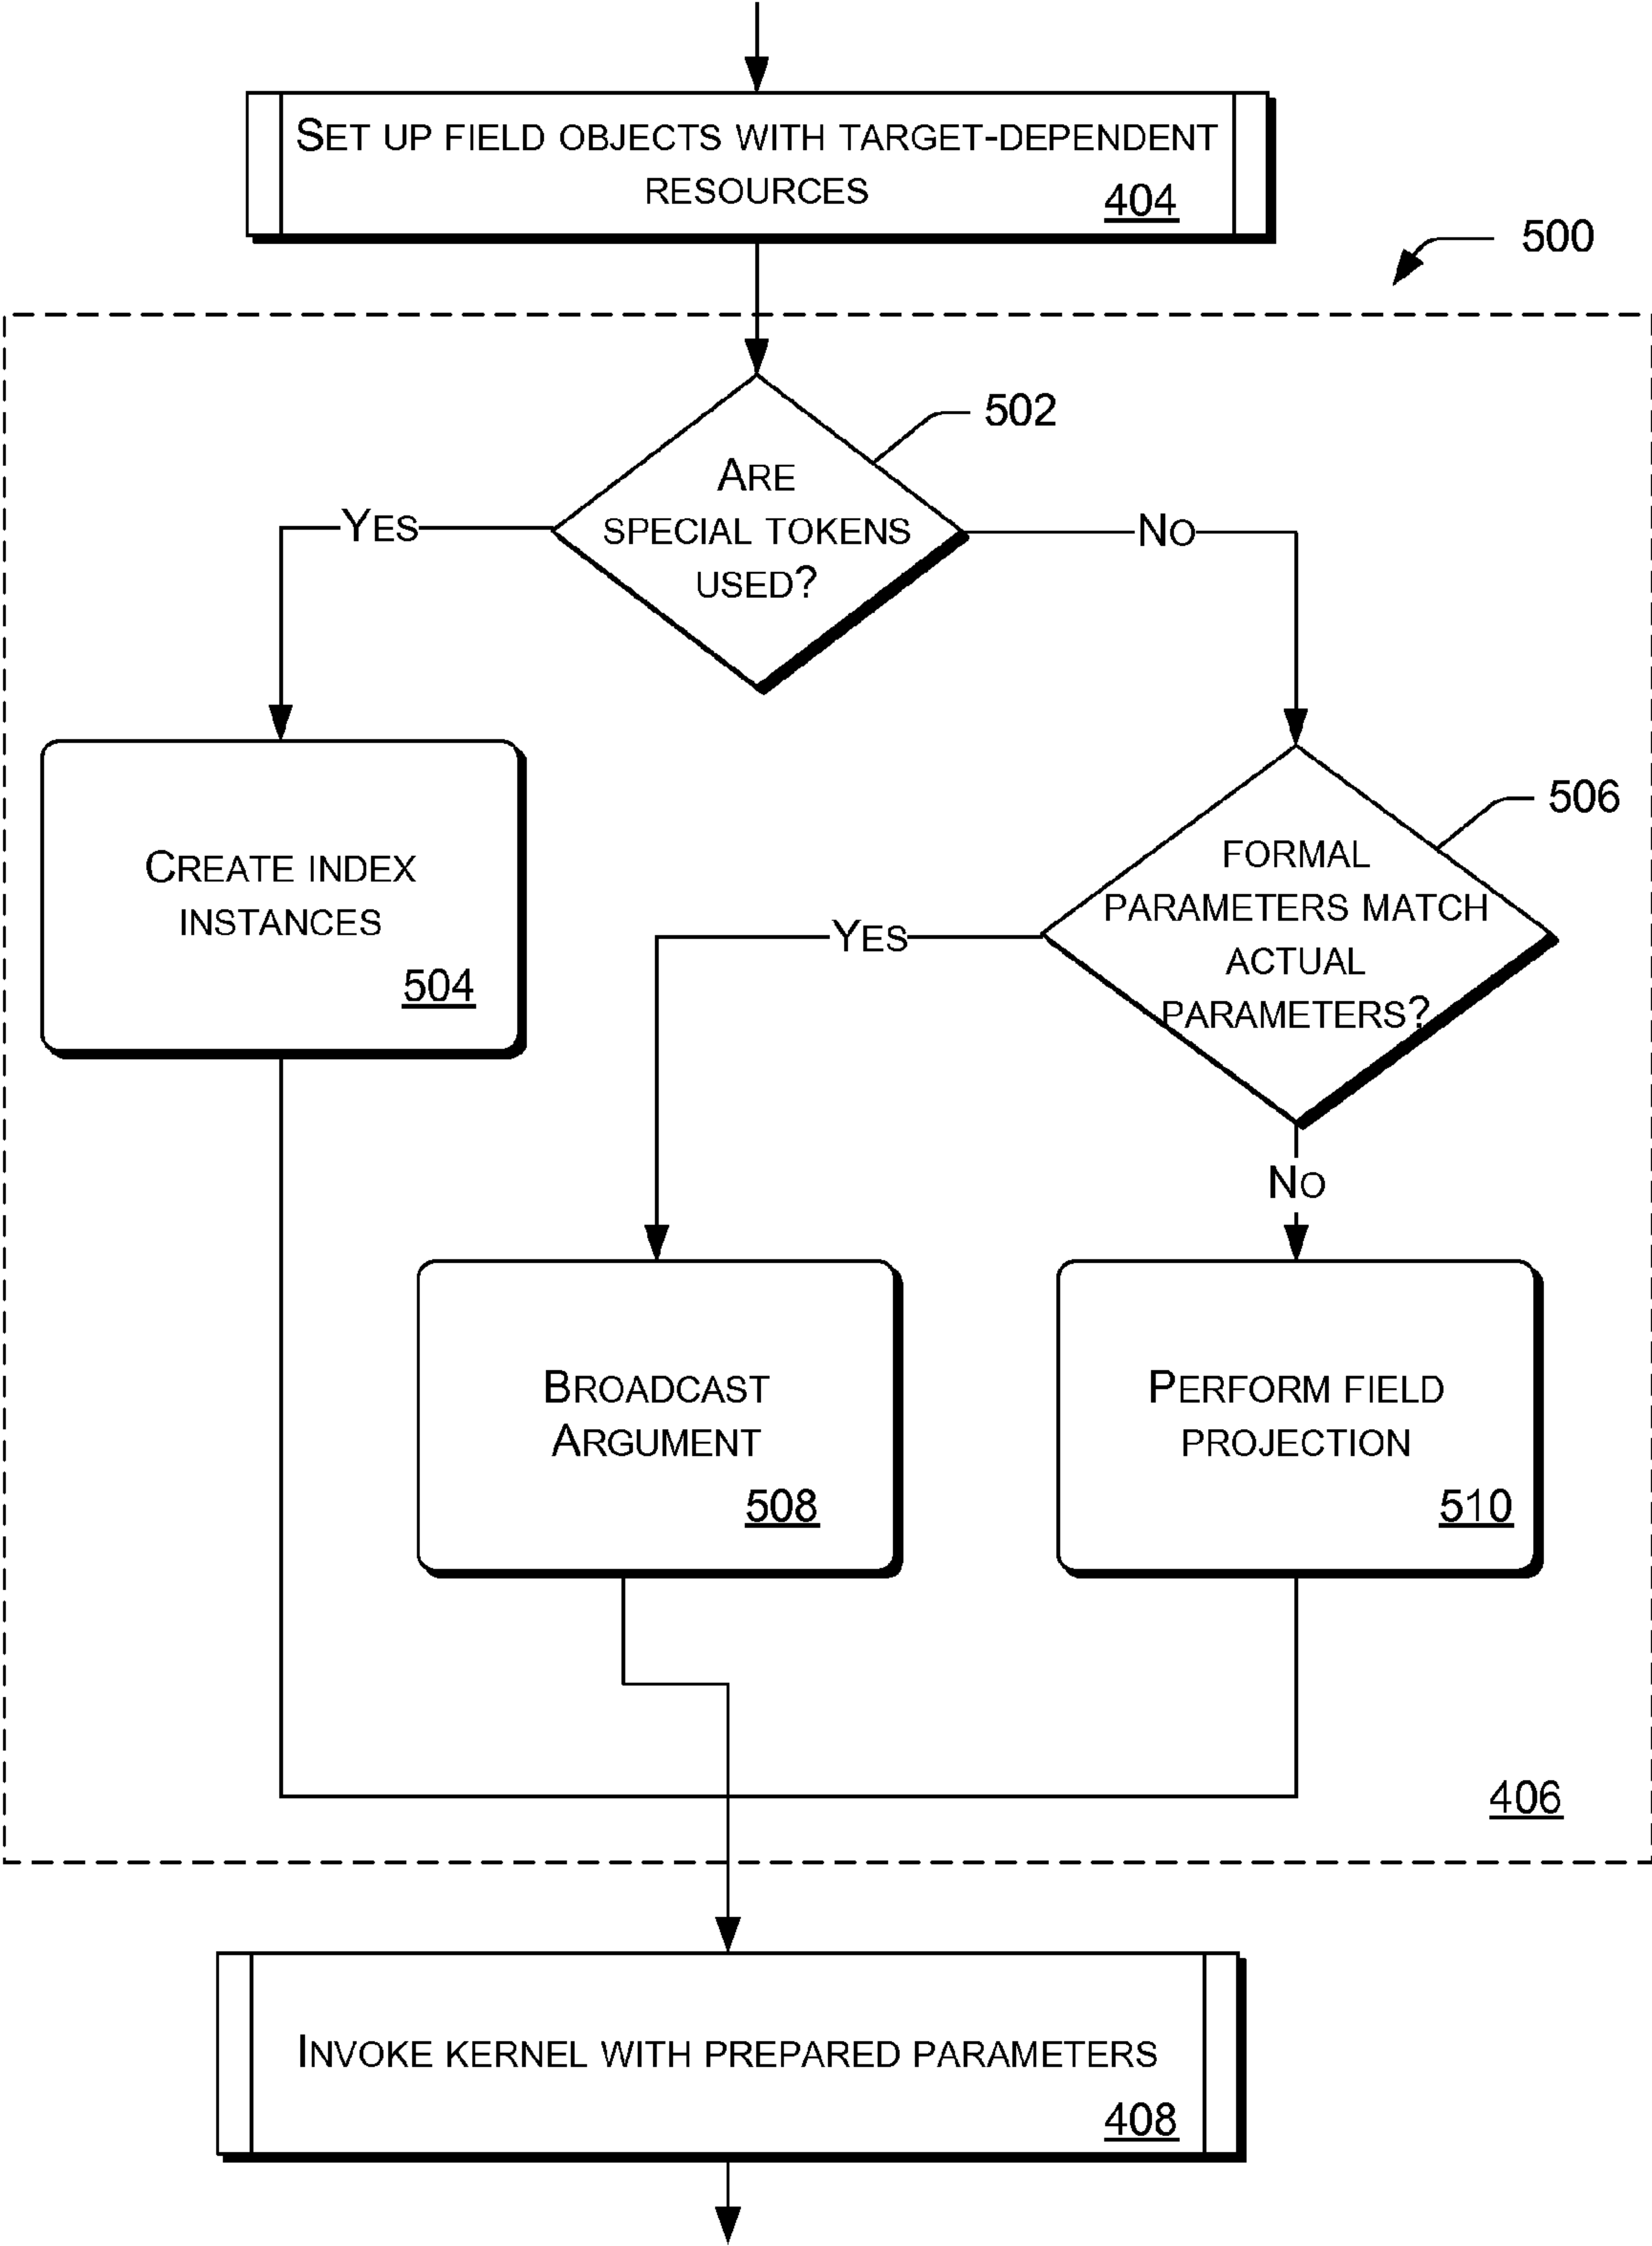 Set up field objects with target-dependent
resources
404
500
502
Are
special tokens
used?
Yes
No
506
Create index
instances
504
formal
parameters match
actual
parameters?
Yes
No
Broadcast
Argument
508
Perform field
projection
510
406
Invoke kernel with prepared parameters
408